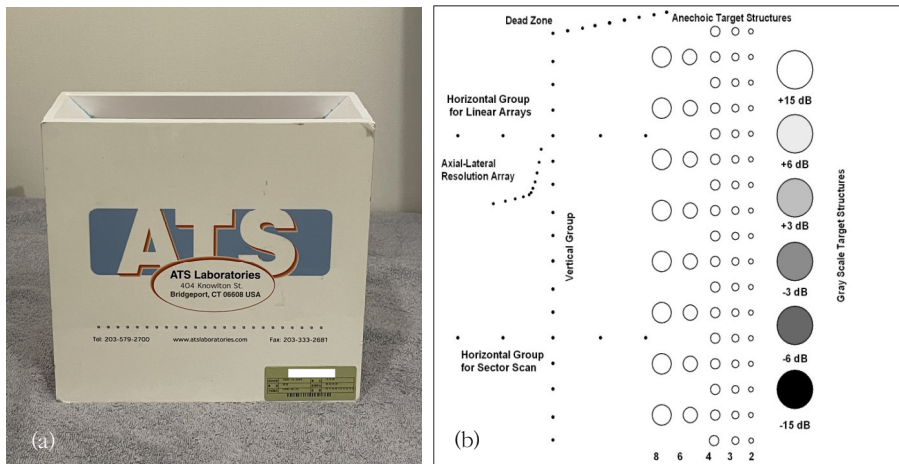 ATS
ATS Laboratories
404 Knowlton St.
Bridgeport, CT 06608 USA
Tel: 203-579-2700 www.atslaboratories.com Fax: 203-333-2681
(a)
Dead Zone
Anechoic Target Structures
Horizontal Group
for Linear Arrays
Axial-Lateral
Resolution Array
Vertical Group
Horizontal Group
for Sector Scan
+15 dB
+6 dB
+3 dB
-3 dB
-6 dB
-15 dB
Gray Scale Target Structures
8 6 4 3 2
(b)